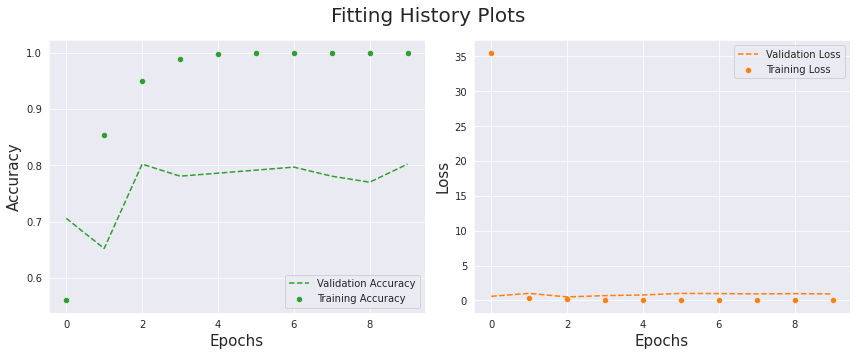 Fitting History Plots
Accuracy
1.0
0.9
0.8
0.7
0.6
0 2 4 6 8
Epochs
Validation Accuracy
Training Accuracy
Loss
35
30
25
20
15
10
5
0
0 2 4 6 8
Epochs
Validation Loss
Training Loss